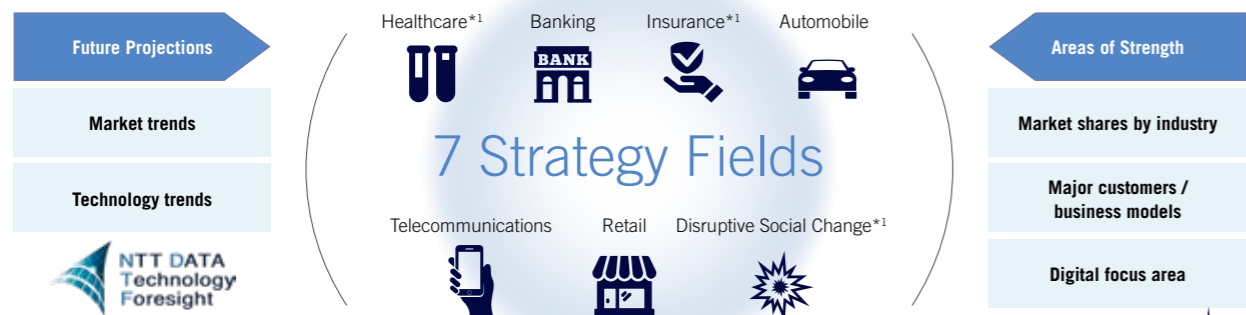 Future Projections
Market trends
Technology trends
NTT DATA
Technology
Foresight
Healthcare*1
Banking
Insurance*1
Automobile
BANK
7 Strategy Fields
Telecommunications
Retail
Disruptive Social Change*1
Areas of Strength
Market shares by industry
Major customers /
business models
Digital focus area